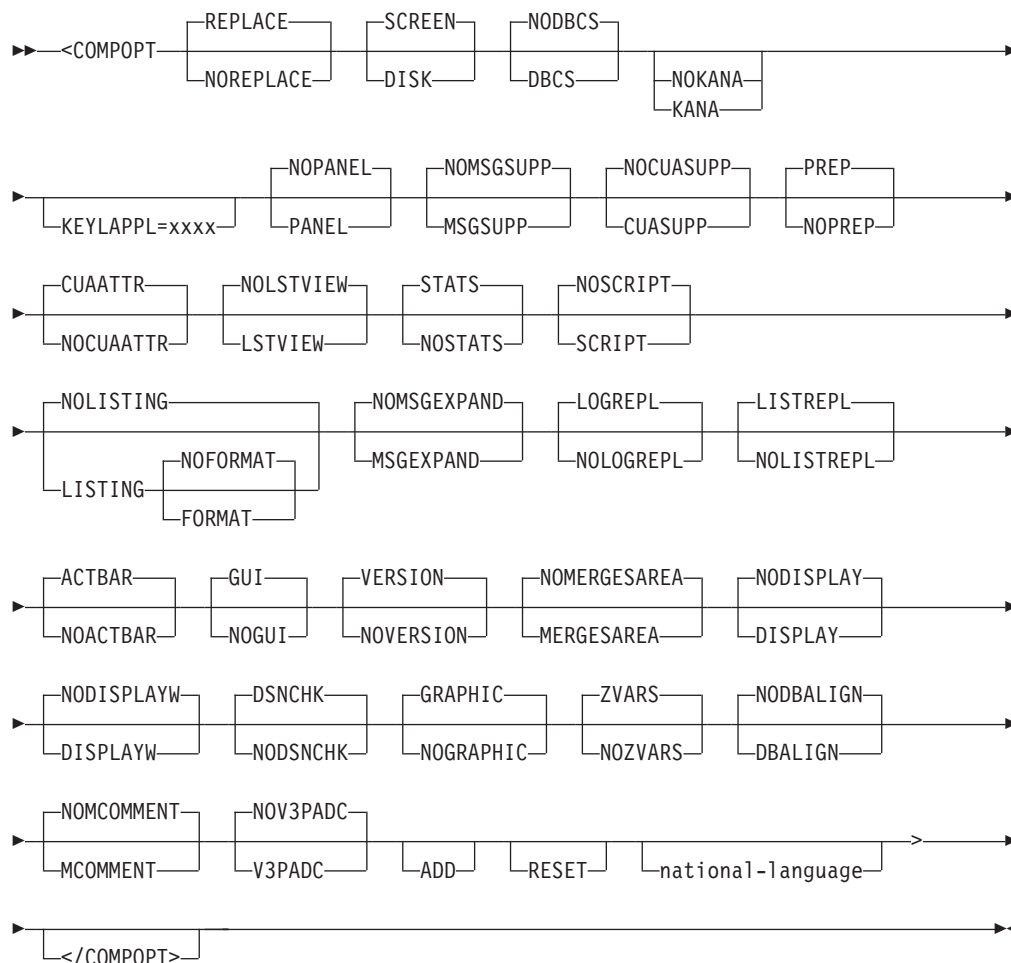 REPLACE SCREEN NODBCS
<COMPOPT
NOREPLACE DISK DBCS NOKANA
KANA
NOPANEL NOMSGSUPP NOCUASUPP PREP
KEYLAPPL=xxxx PANEL MSGSUPP CUASUPP NOPREP
CUAATTR NOLSTVIEW STATS NOSCRIPT
NOCUAATTR LSTVIEW NOSTATS SCRIPT
NOLISTING NOMSGEXPAND LOGREPL LISTREPL
NOFORMAT MSGEXPAND NOLOGREPL NOLISTREPL
LISTING
FORMAT
ACTBAR GUI VERSION NOMERGESAREA NODISPLAY
NOACTBAR NOGUI NOVERSION MERGESAREA DISPLAY
NODISPLAYW DSNCHK GRAPHIC ZVARS NODBALIGN
DISPLAYW NODSNCHK NOGRAPHIC NOZVARS DBALIGN
NOMCOMMENT NOV3PADC
>
MCOMMENT V3PADC ADD RESET national-language
</COMPOPT>